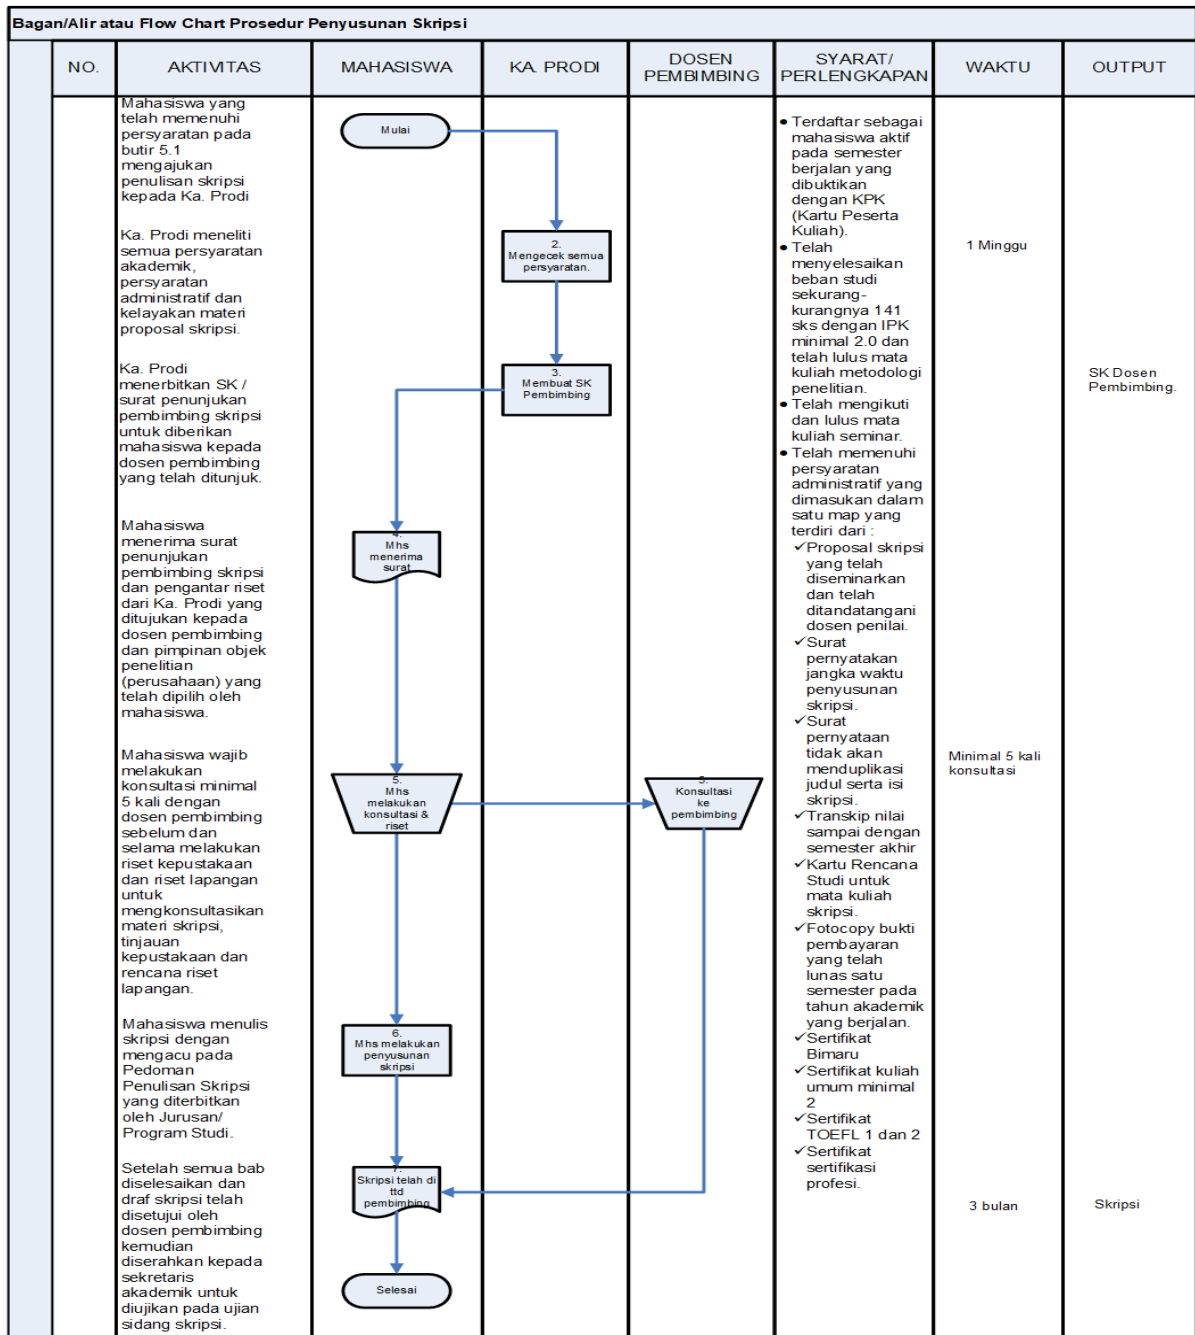 Bagan/Alir atau Flow Chart Prosedur Penyusunan Skripsi
NO.
AKTIVITAS
MAHASISWA
KA. PRODI
DOSEN
PEMBIMBING
SYARAT/
PERLENGKAPAN
WAKTU
OUTPUT
Mahasiswa yang
telah memenuhi
persyaratan pada
butir 5.1
mengajukan
penulisan skripsi
kepada Ka. Prodi
Ka. Prodi meneliti
semua persyaratan
akademik,
persyaratan
administratif dan
kelayakan materi
proposal skripsi.
Ka. Prodi
menerbitkan SK /
surat penunjukan
pembimbing skripsi
untuk diberikan
mahasiswa kepada
dosen pembimbing
yang telah ditunjuk.
Mahasiswa
menerima surat
penunjukan
pembimbing skripsi
dan pengantar riset
dari Ka. Prodi yang
ditujukan kepada
dosen pembimbing
dan pimpinan objek
penelitian
(perusahaan) yang
telah dipilih oleh
mahasiswa.
Mahasiswa wajib
melakukan
konsultasi minimal
5 kali dengan
dosen pembimbing
sebelum dan
selama melakukan
riset kepustakaan
dan riset lapangan
untuk
mengkonsultasikan
materi skripsi,
tinjauan
kepustakaan dan
rencana riset
lapangan.
Mahasiswa menulis
skripsi dengan
mengacu pada
Pedoman
Penulisan Skripsi
yang diterbitkan
oleh Jurusan/
Program Studi.
Setelah semua bab
diselesaikan dan
draf skripsi telah
disetujui oleh
dosen pembimbing
kemudian
diserahkan kepada
sekretaris
akademik untuk
diujikan pada ujian
sidang skripsi.
Mulai
2.
Mengecek semua
persyaratan.
3.
Membuat SK
Pembimbing
4.
Mhs
menerima
surat
5.
Mhs
melakukan
konsultasi &
riset
Konsultasi
ke
pembimbing
6.
Mhs melakukan
penyusunan
skripsi
7.
Skripsi telah di
ttd
pembimbing
Selesai
• Terdaftar sebagai
mahasiswa aktif
pada semester
berjalan yang
dibuktikan
dengan KPK
(Kartu Peserta
Kuliah).
• Telah
menyelesaikan
beban studi
sekurang-
kurangnya 141
sks dengan IPK
minimal 2.0 dan
telah lulus mata
kuliah metodologi
penelitian.
• Telah mengikuti
dan lulus mata
kuliah seminar.
• Telah memenuhi
persyaratan
administratif yang
dimasukan dalam
satu map yang
terdiri dari :
✓Proposal skripsi
yang telah
diseminarkan
dan telah
ditandatangani
dosen penilai.
✓Surat
pernyatakan
jangka waktu
penyusunan
skripsi.
✓Surat
pernyataan
tidak akan
menduplikasi
judul serta isi
skripsi.
✓Transkip nilai
sampai dengan
semester akhir
✓Kartu Rencana
Studi untuk
mata kuliah
skripsi.
✓Fotocopy bukti
pembayaran
yang telah
lunas satu
semester pada
tahun akademik
yang berjalan.
✓Sertifikat
Bimaru
✓Sertifikat kuliah
umum minimal
2
✓Sertifikat
TOEFL 1 dan 2
✓Sertifikat
sertifikasi
profesi.
1 Minggu
Minimal 5 kali
konsultasi
3 bulan
SK Dosen
Pembimbing.
Skripsi